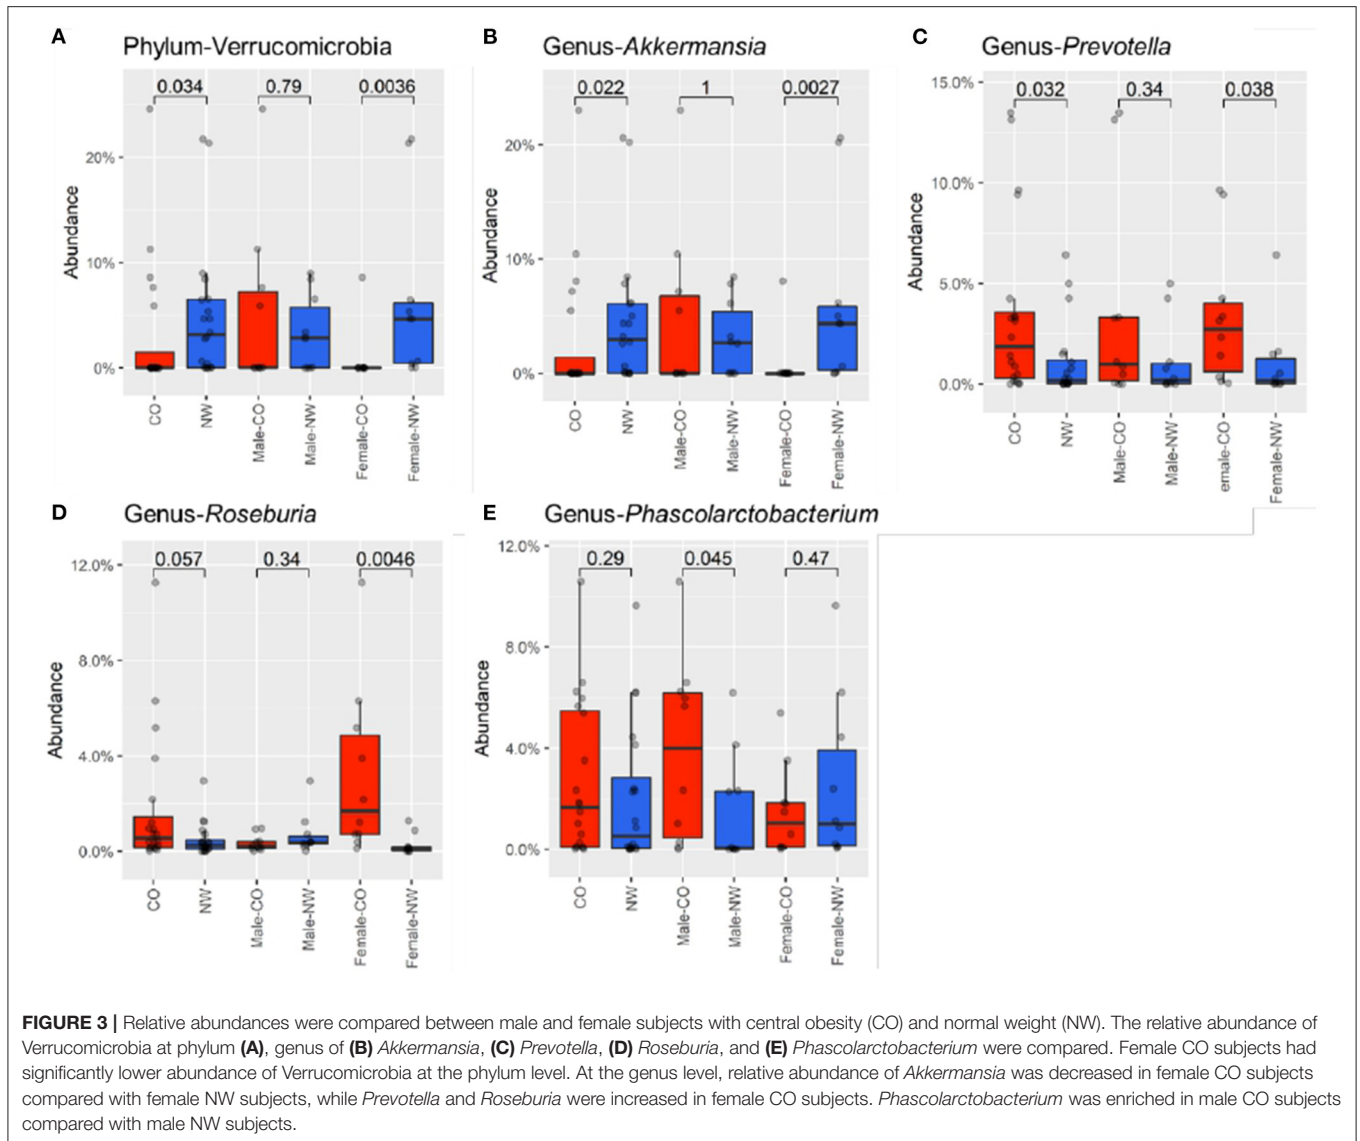 A
Phylum-Verrucomicrobia
0.034
0.79
0.0036
Abundance
20%
10%
0%
CO
NW
Male-CO
Male-NW
Female-CO
Female-NW
B
Genus-Akkermansia
0.022
1
0.0027
Abundance
20%
10%
0%
CO
NW
Male-CO
Male-NW
Female-CO
Female-NW
C
Genus-Prevotella
0.032
0.34
0.038
Abundance
15.0%
10.0%
5.0%
0.0%
CO
NW
Male-CO
Male-NW
emale-CO
Female-NW
D
Genus-Roseburia
0.057
0.34
0.0046
Abundance
12.0%
8.0%
4.0%
0.0%
CO
NW
Male-CO
Male-NW
Female-CO
Female-NW
E
Genus-Phascolarctobacterium
0.29
0.045
0.47
Abundance
12.0%
8.0%
4.0%
0.0%
CO
NW
Male-CO
Male-NW
Female-CO
Female-NW
FIGURE 3 | Relative abundances were compared between male and female subjects with central obesity (CO) and normal weight (NW). The relative abundance of
Verrucomicrobia at phylum (A), genus of (B) Akkermansia, (C) Prevotella, (D) Roseburia, and (E) Phascolarctobacterium were compared. Female CO subjects had
significantly lower abundance of Verrucomicrobia at the phylum level. At the genus level, relative abundance of Akkermansia was decreased in female CO subjects
compared with female NW subjects, while Prevotella and Roseburia were increased in female CO subjects. Phascolarctobacterium was enriched in male CO subjects
compared with male NW subjects.